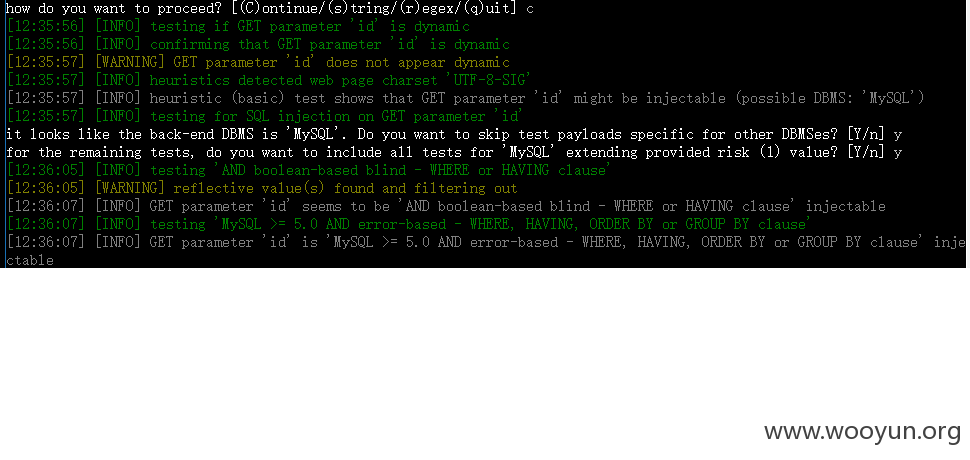 how do you want to proceed? [(C)ontinue/(s)tring/(r)egex/(q)uit] c
[12:35:56] [INFO] testing if GET parameter 'id' is dynamic
[12:35:56] [INFO] confirming that GET parameter 'id' is dynamic
[12:35:57] [WARNING] GET parameter 'id' does not appear dynamic
[12:35:57] [INFO] heuristics detected web page charset 'UTF-8-SIG'
[12:35:57] [INFO] heuristic (basic) test shows that GET parameter 'id' might be injectable (possible DBMS: 'MySQL')
[12:35:57] [INFO] testing for SQL injection on GET parameter 'id'
it looks like the back-end DBMS is 'MySQL'. Do you want to skip test payloads specific for other DBMSes? [Y/n] y
for the remaining tests, do you want to include all tests for 'MySQL' extending provided risk (1) value? [Y/n] y
[12:36:05] [INFO] testing 'AND boolean-based blind - WHERE or HAVING clause'
[12:36:05] [WARNING] reflective value(s) found and filtering out
[12:36:07] [INFO] GET parameter 'id' seems to be 'AND boolean-based blind - WHERE or HAVING clause' injectable
[12:36:07] [INFO] testing 'MySQL >= 5.0 AND error-based - WHERE, HAVING, ORDER BY or GROUP BY clause'
[12:36:07] [INFO] GET parameter 'id' is 'MySQL >= 5.0 AND error-based - WHERE, HAVING, ORDER BY or GROUP BY clause' inje
ctable
www.wooyun.org